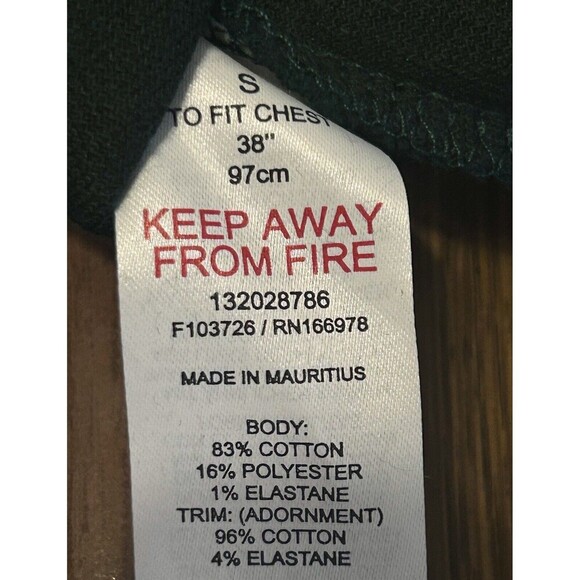 S
TO FIT CHEST
38"
97cm
KEEP AWAY
FROM FIRE
132028786
F103726 / RN166978
MADE IN MAURITIUS
BODY:
83% COTTON
16% POLYESTER
1% ELASTANE
TRIM: (ADORNMENT)
96% COTTON
4% ELASTANE